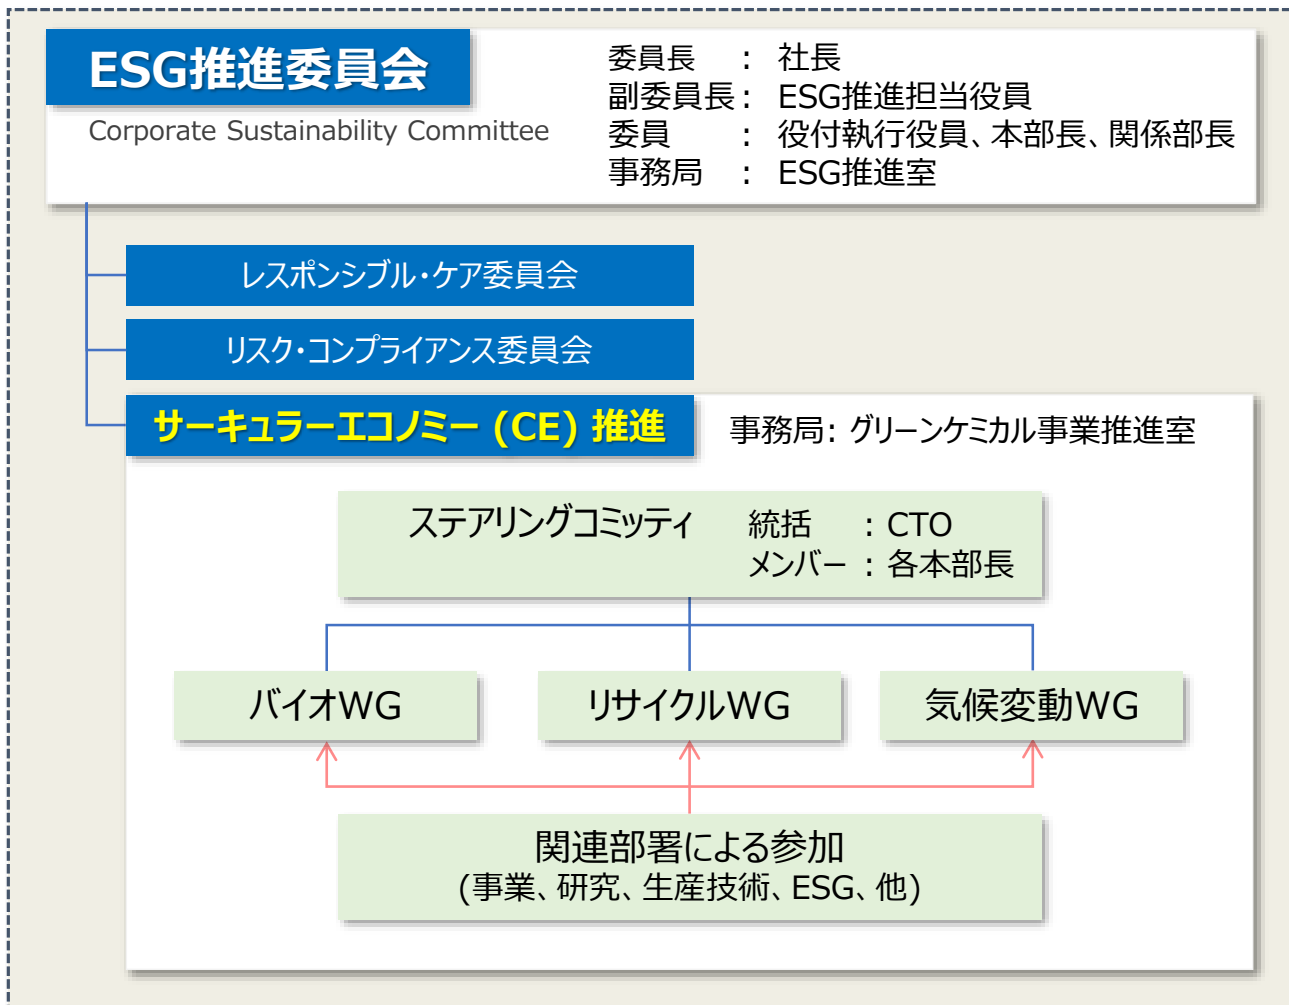 ESG推進委員会
Corporate Sustainability Committee
委員長 : 社長
副委員長 : ESG推進担当役員
委員 : 役付執行役員、本部長、関係部長
事務局 : ESG推進室
レスポンシブル・ケア委員会
リスク・コンプライアンス委員会
サーキュラーエコノミー (CE) 推進
事務局: グリーンケミカル事業推進室
ステアリングコミッティ 統括 : CTO
メンバー : 各本部長
バイオWG
リサイクルWG
気候変動WG
関連部署による参加
(事業、研究、生産技術、ESG、他)